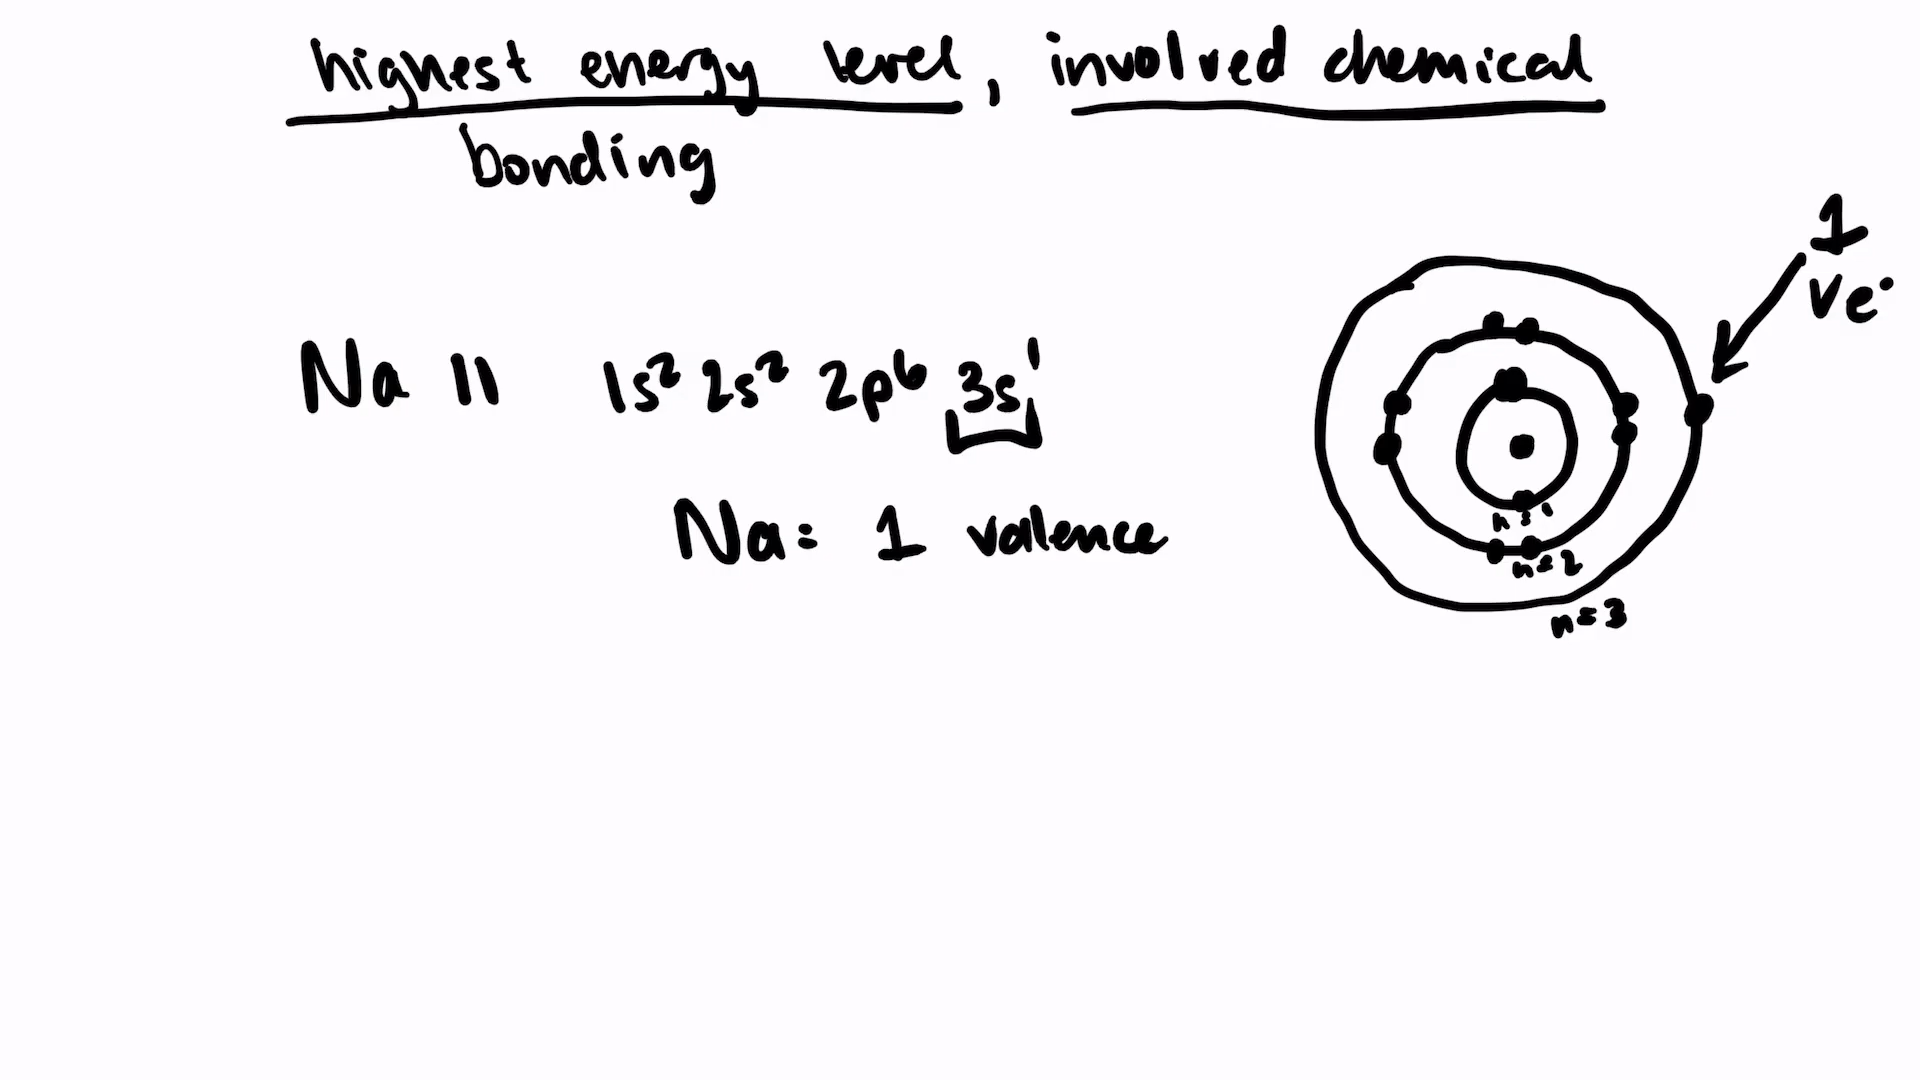 highest energy level, involved chemical
bonding
1
ve⁻
Na 11 1s² 2s² 2p⁶ 3s¹
Na = 1 valence
n=1
n=2
n=3